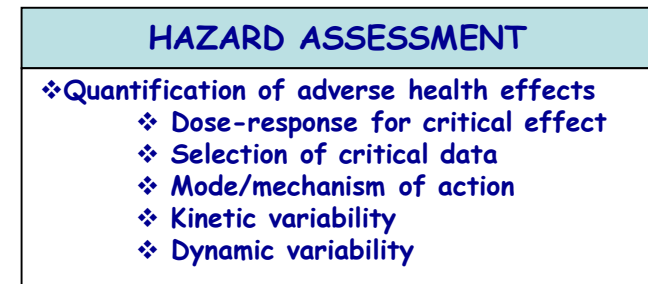 HAZARD ASSESSMENT
❖Quantification of adverse health effects
❖ Dose-response for critical effect
❖ Selection of critical data
❖ Mode/mechanism of action
❖ Kinetic variability
❖ Dynamic variability